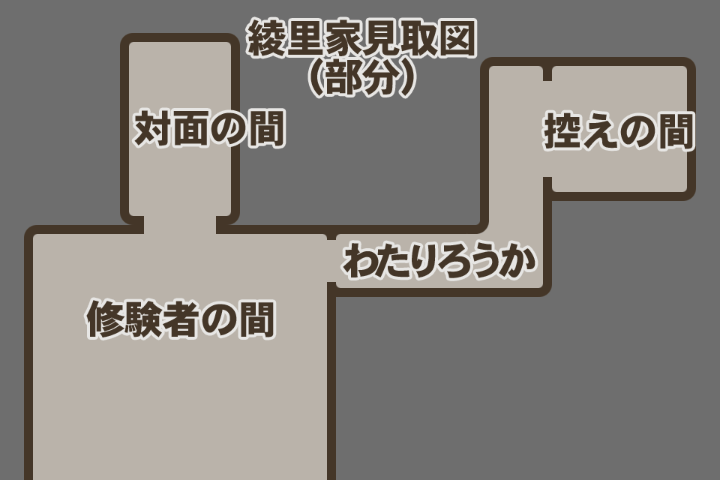 綾里家見取図
（部分）
対面の間
控えの間
わたりろうか
修験者の間